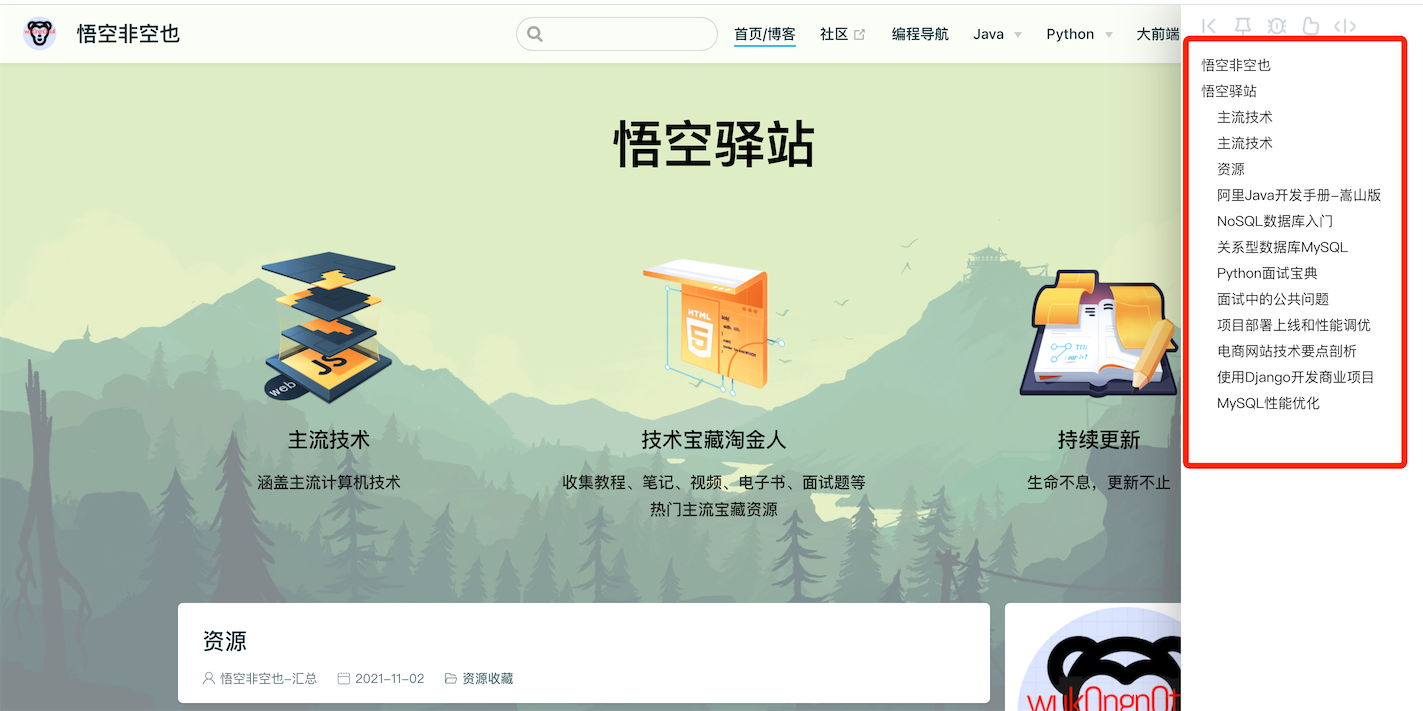 悟空非空也
首页/博客
社区
编程导航
Java
Python
大前端
悟空驿站
JS
web
HTML
主流技术
涵盖主流计算机技术
技术宝藏淘金人
收集教程、笔记、视频、电子书、面试题等
热门主流宝藏资源
持续更新
生命不息，更新不止
资源
悟空非空也-汇总
2021-11-02
资源收藏
悟空非空也
悟空驿站
主流技术
主流技术
资源
阿里Java开发手册-嵩山版
NoSQL数据库入门
关系型数据库MySQL
Python面试宝典
面试中的公共问题
项目部署上线和性能调优
电商网站技术要点剖析
使用Django开发商业项目
MySQL性能优化